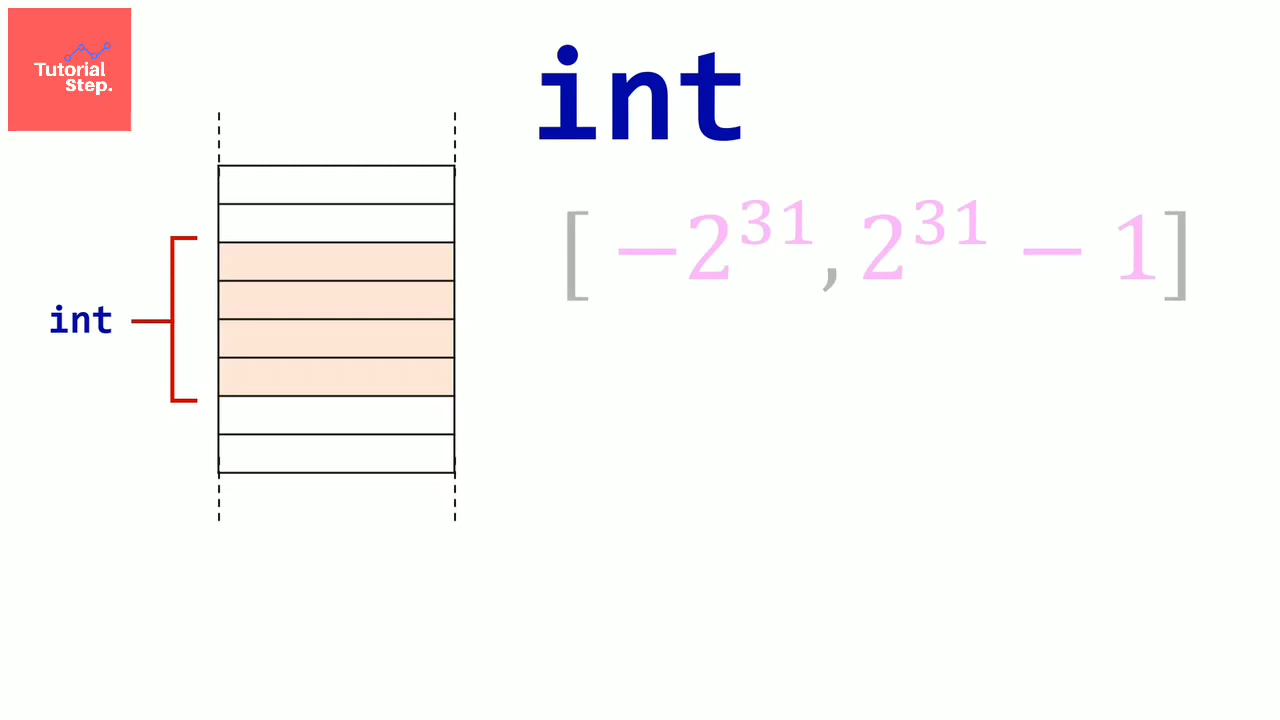 Tutorial
Step.
int
[ −2³¹, 2³¹ − 1]
int